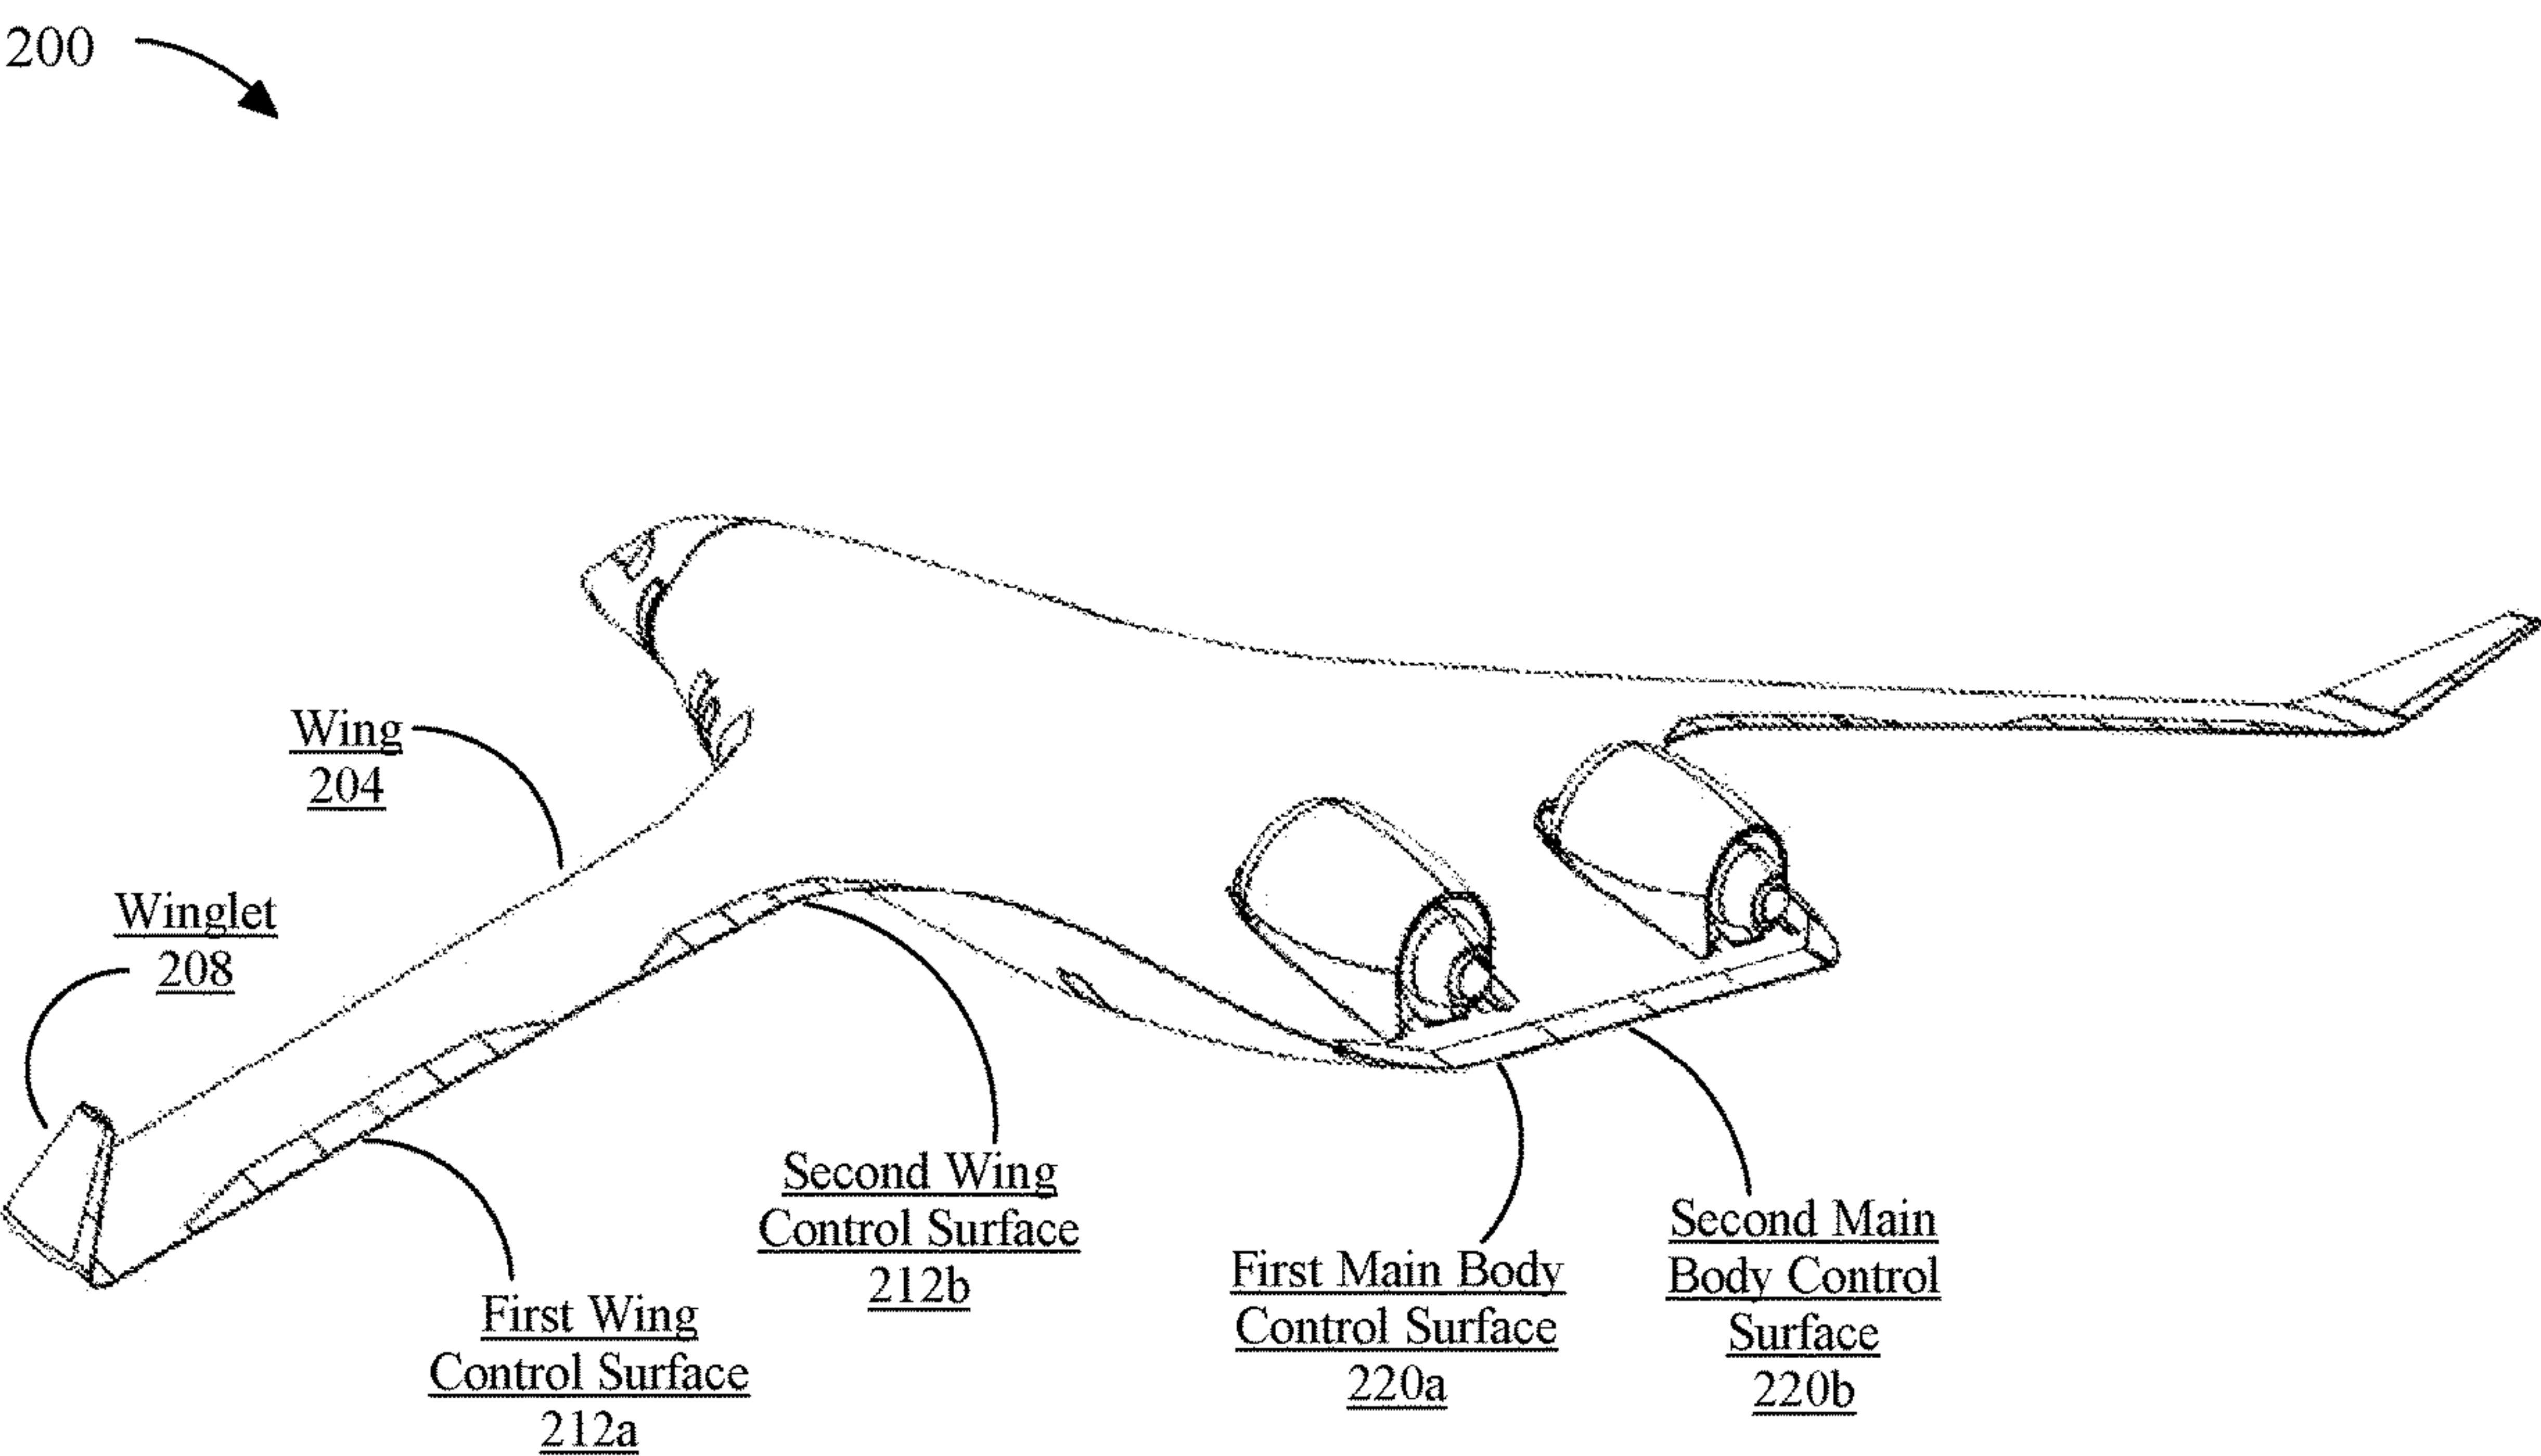 200
Wing
204
Winglet
208
Second Wing
Control Surface
212b
First Wing
Control Surface
212a
First Main Body
Control Surface
220a
Second Main
Body Control
Surface
220b